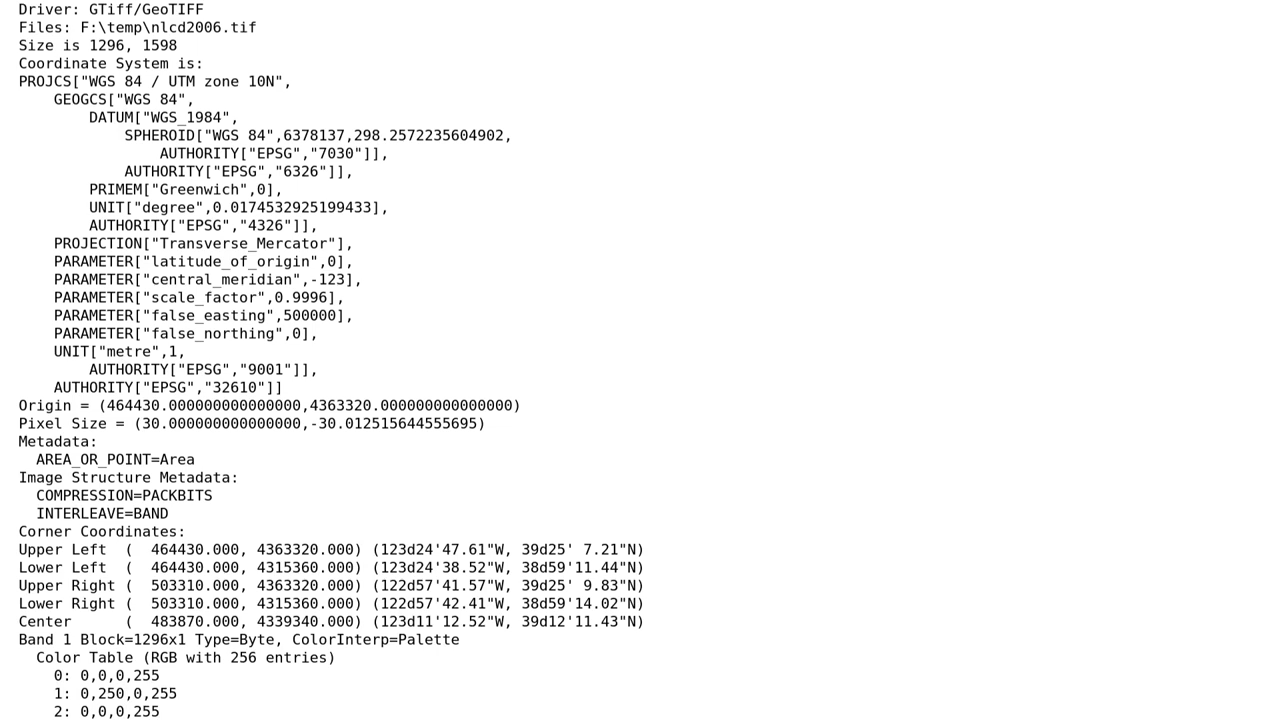 Driver: GTiff/GeoTIFF
Files: F:\temp\nlcd2006.tif
Size is 1296, 1598
Coordinate System is:
PROJCS["WGS 84 / UTM zone 10N",
    GEOGCS["WGS 84",
        DATUM["WGS_1984",
            SPHEROID["WGS 84",6378137,298.2572235604902,
                AUTHORITY["EPSG","7030"]],
            AUTHORITY["EPSG","6326"]],
        PRIMEM["Greenwich",0],
        UNIT["degree",0.0174532925199433],
        AUTHORITY["EPSG","4326"]],
    PROJECTION["Transverse_Mercator"],
    PARAMETER["latitude_of_origin",0],
    PARAMETER["central_meridian",-123],
    PARAMETER["scale_factor",0.9996],
    PARAMETER["false_easting",500000],
    PARAMETER["false_northing",0],
    UNIT["metre",1,
        AUTHORITY["EPSG","9001"]],
    AUTHORITY["EPSG","32610"]]
Origin = (464430.000000000000000,4363320.000000000000000)
Pixel Size = (30.000000000000000,-30.012515644555695)
Metadata:
  AREA_OR_POINT=Area
Image Structure Metadata:
  COMPRESSION=PACKBITS
  INTERLEAVE=BAND
Corner Coordinates:
Upper Left  (  464430.000, 4363320.000) (123d24'47.61"W, 39d25' 7.21"N)
Lower Left  (  464430.000, 4315360.000) (123d24'38.52"W, 38d59'11.44"N)
Upper Right (  503310.000, 4363320.000) (122d57'41.57"W, 39d25' 9.83"N)
Lower Right (  503310.000, 4315360.000) (122d57'42.41"W, 38d59'14.02"N)
Center      (  483870.000, 4339340.000) (123d11'12.52"W, 39d12'11.43"N)
Band 1 Block=1296x1 Type=Byte, ColorInterp=Palette
  Color Table (RGB with 256 entries)
    0: 0,0,0,255
    1: 0,250,0,255
    2: 0,0,0,255